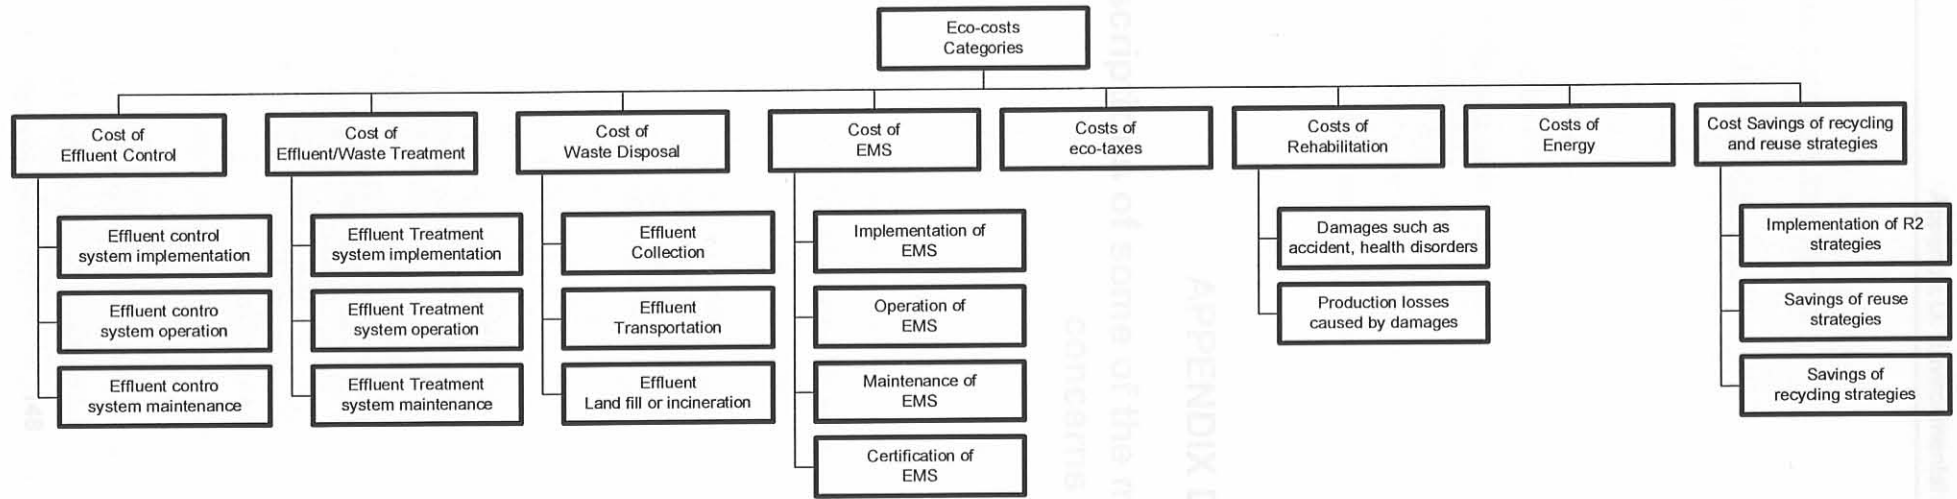 Eco-costs
Categories
Cost of
Effluent Control
Cost of
Effluent/Waste Treatment
Cost of
Waste Disposal
Cost of
EMS
Costs of
eco-taxes
Costs of
Rehabilitation
Costs of
Energy
Cost Savings of recycling
and reuse strategies
Effluent control
system implementation
Effluent contro
system operation
Effluent contro
system maintenance
Effluent Treatment
system implementation
Effluent Treatment
system operation
Effluent Treatment
system maintenance
Effluent
Collection
Effluent
Transportation
Effluent
Land fill or incineration
Implementation of
EMS
Operation of
EMS
Maintenance of
EMS
Certification of
EMS
Damages such as
accident, health disorders
Production losses
caused by damages
Implementation of R2
strategies
Savings of reuse
strategies
Savings of
recycling strategies
APPENDIX
of some of the
concerns